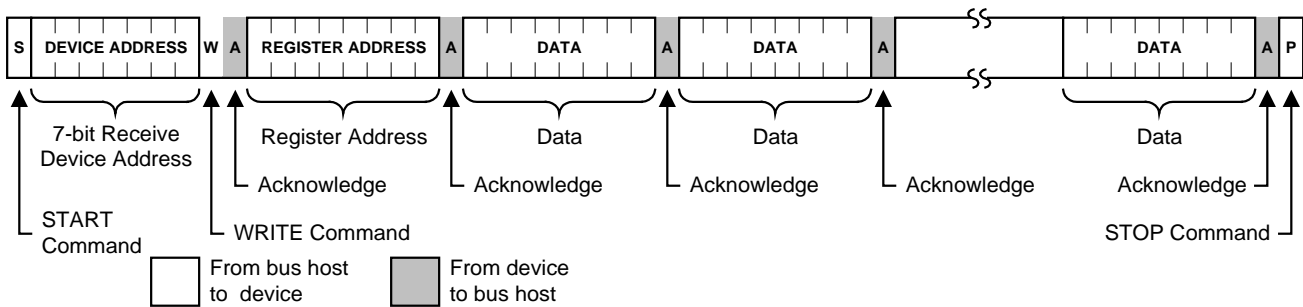 S DEVICE ADDRESS W A REGISTER ADDRESS A DATA A DATA A DATA A P
7-bit Receive
Device Address
Register Address
Data
Data
Data
Acknowledge
Acknowledge
Acknowledge
Acknowledge
Acknowledge
START
Command
WRITE Command
STOP Command
From bus host
to device
From device
to bus host